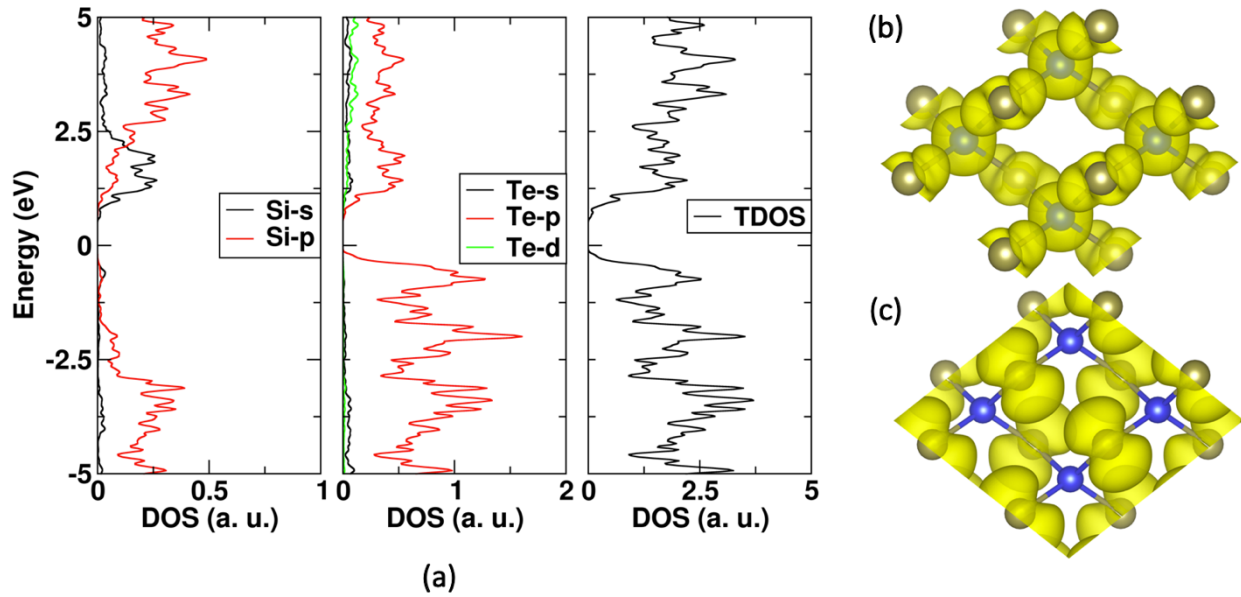 5
2.5
0
-2.5
-5
Energy (eV)
Si-s
Si-p
0 0.5 1
DOS (a. u.)
Te-s
Te-p
Te-d
0 1 2
DOS (a. u.)
TDOS
0 2.5 5
DOS (a. u.)
(a)
(b)
(c)